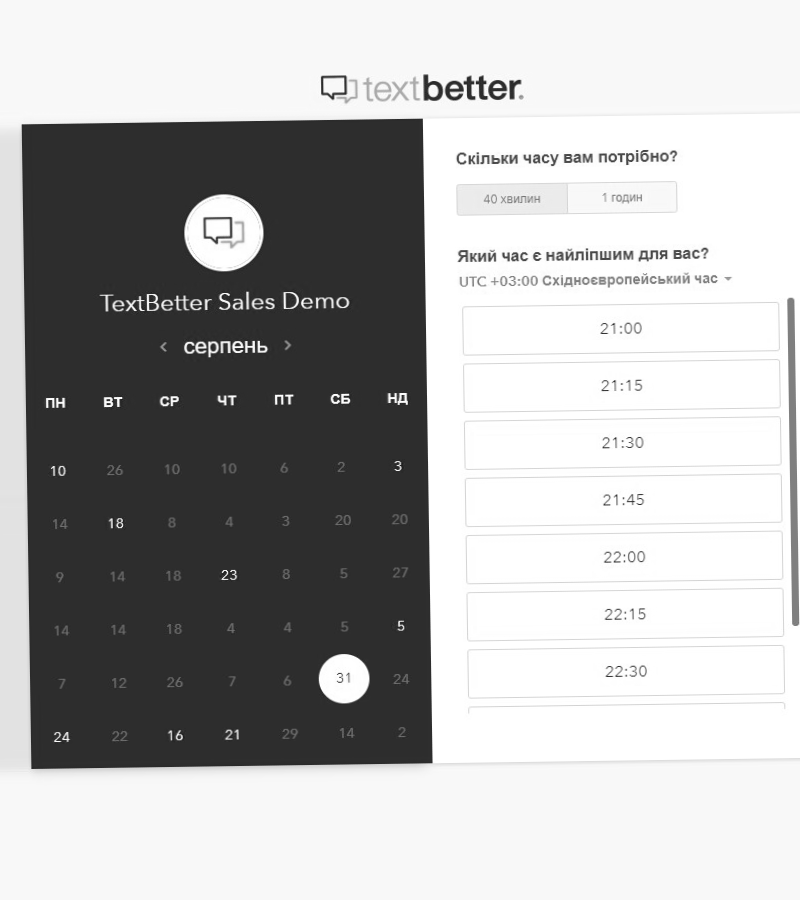 textbetter.
TextBetter Sales Demo
‹ серпень ›
ПН ВТ СР ЧТ ПТ СБ НД
10 26 10 10 6 2 3
14 18 8 4 3 20 20
9 14 18 23 8 5 27
14 14 18 4 4 5 5
7 12 26 7 6 31 24
24 22 16 21 29 14 2
Скільки часу вам потрібно?
40 хвилин 1 годин
Який час є найліпшим для вас?
UTC +03:00 Східноєвропейський час
21:00
21:15
21:30
21:45
22:00
22:15
22:30